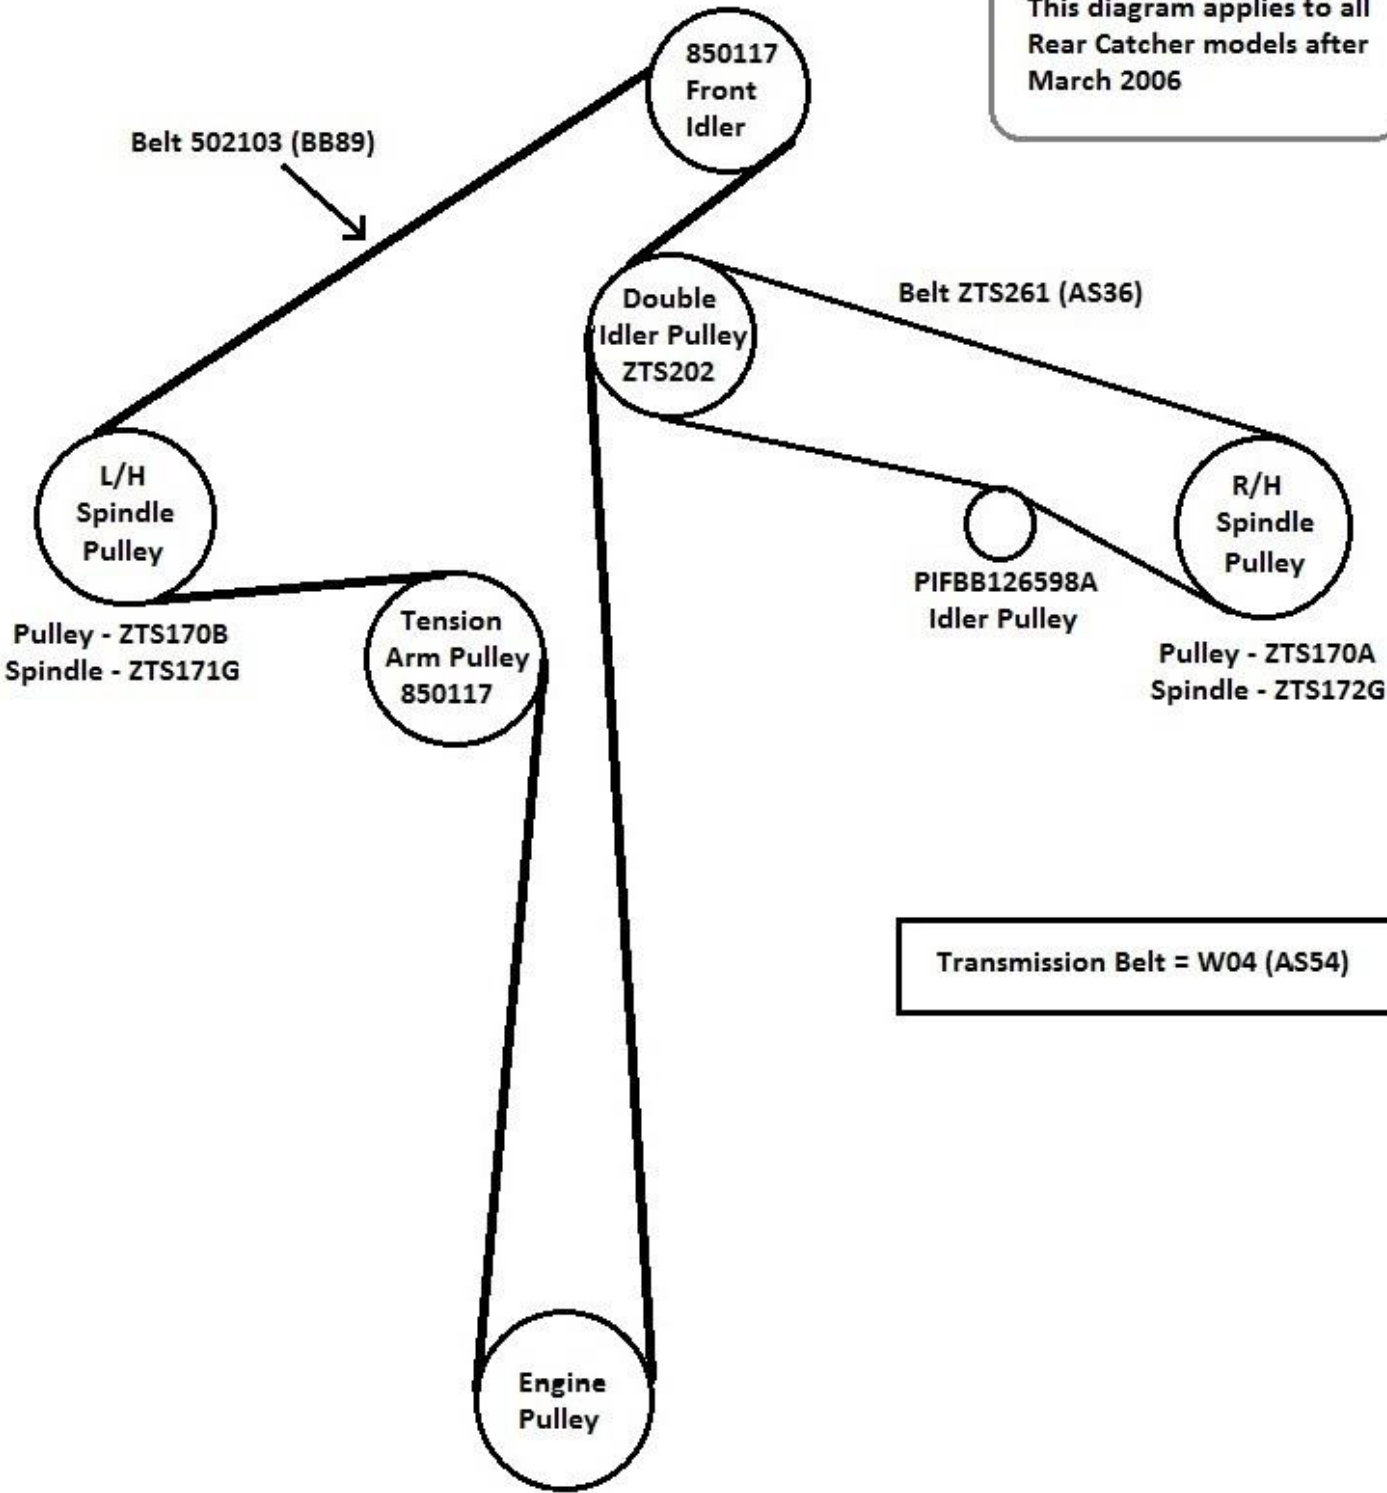 This diagram applies to all
Rear Catcher models after
March 2006
850117
Front
Idler
Belt 502103 (BB89)
Double
Idler Pulley
ZTS202
Belt ZTS261 (AS36)
L/H
Spindle
Pulley
R/H
Spindle
Pulley
PIFBB126598A
Idler Pulley
Pulley - ZTS170B
Spindle - ZTS171G
Tension
Arm Pulley
850117
Pulley - ZTS170A
Spindle - ZTS172G
Transmission Belt = W04 (AS54)
Engine
Pulley